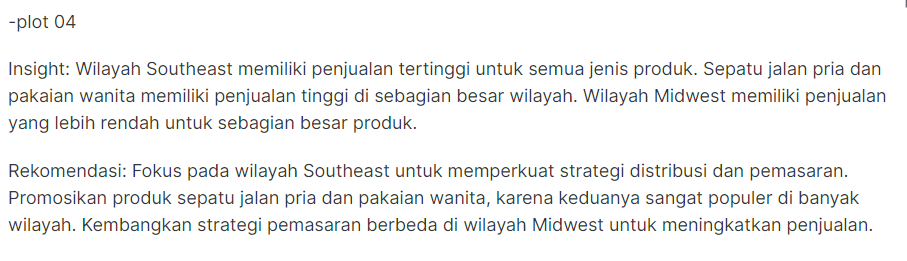 -plot 04
Insight: Wilayah Southeast memiliki penjualan tertinggi untuk semua jenis produk. Sepatu jalan pria dan
pakaian wanita memiliki penjualan tinggi di sebagian besar wilayah. Wilayah Midwest memiliki penjualan
yang lebih rendah untuk sebagian besar produk.
Rekomendasi: Fokus pada wilayah Southeast untuk memperkuat strategi distribusi dan pemasaran.
Promosikan produk sepatu jalan pria dan pakaian wanita, karena keduanya sangat populer di banyak
wilayah. Kembangkan strategi pemasaran berbeda di wilayah Midwest untuk meningkatkan penjualan.